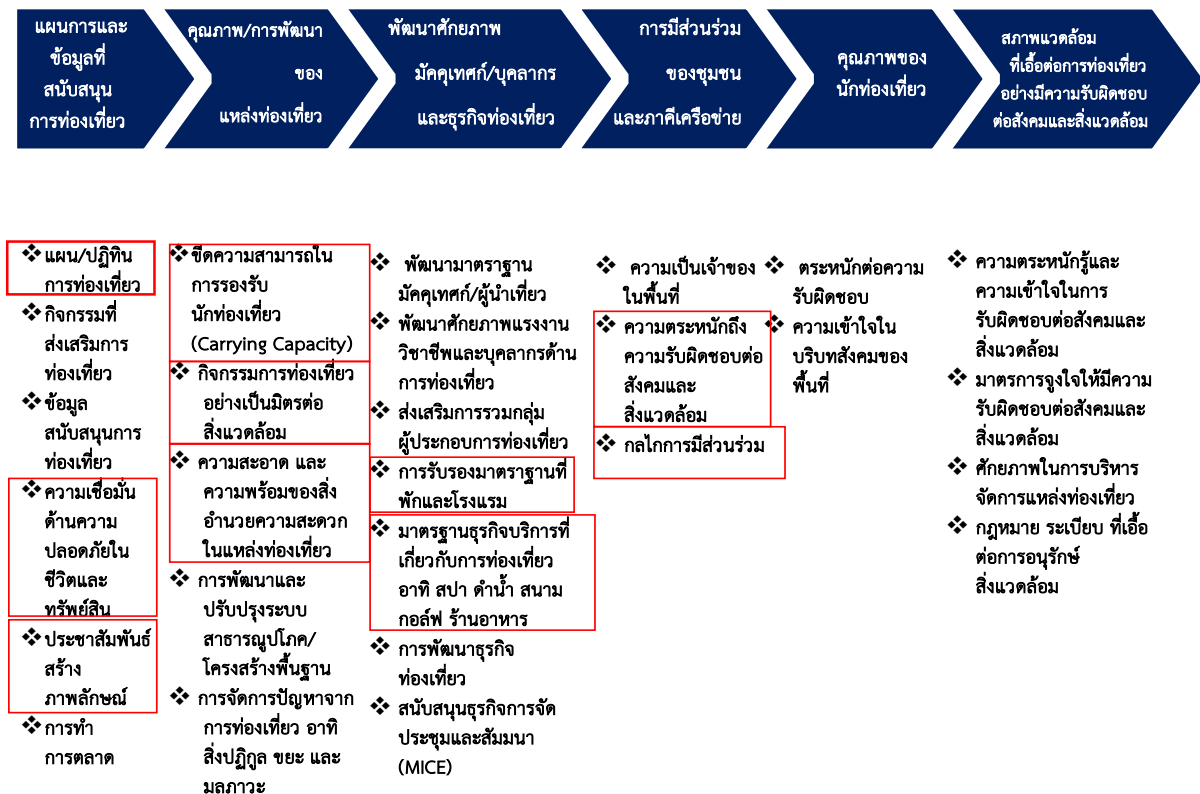 แผนการและ
ข้อมูลที่
สนับสนุน
การท่องเที่ยว
คุณภาพ/การพัฒนา
ของ
แหล่งท่องเที่ยว
พัฒนาศักยภาพ
มัคคุเทศก์/บุคลากร
และธุรกิจท่องเที่ยว
การมีส่วนร่วม
ของชุมชน
และภาคีเครือข่าย
คุณภาพของ
นักท่องเที่ยว
สภาพแวดล้อม
ที่เอื้อต่อการท่องเที่ยว
อย่างมีความรับผิดชอบ
ต่อสังคมและสิ่งแวดล้อม
❖ แผน/ปฏิทิน
การท่องเที่ยว
❖ กิจกรรมที่
ส่งเสริมการ
ท่องเที่ยว
❖ ข้อมูล
สนับสนุนการ
ท่องเที่ยว
❖ ความเชื่อมั่น
ด้านความ
ปลอดภัยใน
ชีวิตและ
ทรัพย์สิน
❖ ประชาสัมพันธ์
สร้าง
ภาพลักษณ์
❖ การทำ
การตลาด
❖ ขีดความสามารถใน
การรองรับ
นักท่องเที่ยว
(Carrying Capacity)
❖ กิจกรรมการท่องเที่ยว
อย่างเป็นมิตรต่อ
สิ่งแวดล้อม
❖ ความสะอาด และ
ความพร้อมของสิ่ง
อำนวยความสะดวก
ในแหล่งท่องเที่ยว
❖ การพัฒนาและ
ปรับปรุงระบบ
สาธารณูปโภค/
โครงสร้างพื้นฐาน
❖ การจัดการปัญหาจาก
การท่องเที่ยว อาทิ
สิ่งปฏิกูล ขยะ และ
มลภาวะ
❖ พัฒนามาตราฐาน
มัคคุเทศก์/ผู้นำเที่ยว
❖ พัฒนาศักยภาพแรงงาน
วิชาชีพและบุคลากรด้าน
การท่องเที่ยว
❖ ส่งเสริมการรวมกลุ่ม
ผู้ประกอบการท่องเที่ยว
❖ การรับรองมาตราฐานที่
พักและโรงแรม
❖ มาตรฐานธุรกิจบริการที่
เกี่ยวกับการท่องเที่ยว
อาทิ สปา ดำน้ำ สนาม
กอล์ฟ ร้านอาหาร
❖ การพัฒนาธุรกิจ
ท่องเที่ยว
❖ สนับสนุนธุรกิจการจัด
ประชุมและสัมมนา
(MICE)
❖ ความเป็นเจ้าของ
ในพื้นที่
❖ ความตระหนักถึง
ความรับผิดชอบต่อ
สังคมและ
สิ่งแวดล้อม
❖ กลไกการมีส่วนร่วม
❖ ตระหนักต่อความ
รับผิดชอบ
❖ ความเข้าใจใน
บริบทสังคมของ
พื้นที่
❖ ความตระหนักรู้และ
ความเข้าใจในการ
รับผิดชอบต่อสังคมและ
สิ่งแวดล้อม
❖ มาตรการจูงใจให้มีความ
รับผิดชอบต่อสังคมและ
สิ่งแวดล้อม
❖ ศักยภาพในการบริหาร
จัดการแหล่งท่องเที่ยว
❖ กฎหมาย ระเบียบ ที่เอื้อ
ต่อการอนุรักษ์
สิ่งแวดล้อม